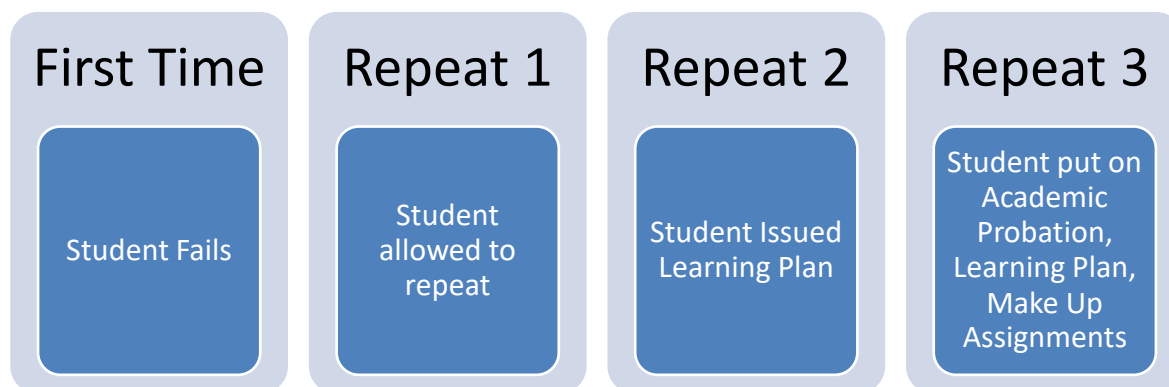 First Time
Student Fails
Repeat 1
Student
allowed to
repeat
Repeat 2
Student Issued
Learning Plan
Repeat 3
Student put on
Academic
Probation,
Learning Plan,
Make Up
Assignments